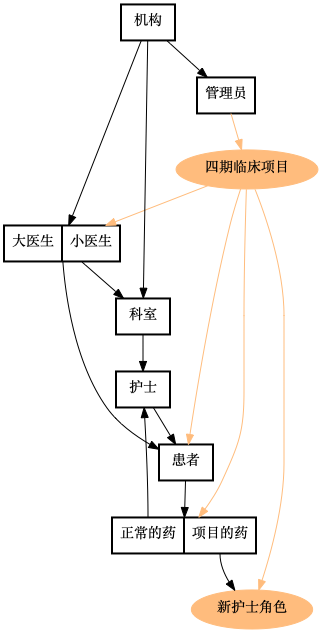 机构
管理员
四期临床项目
大医生 小医生
科室
护士
患者
正常的药 项目的药
新护士角色